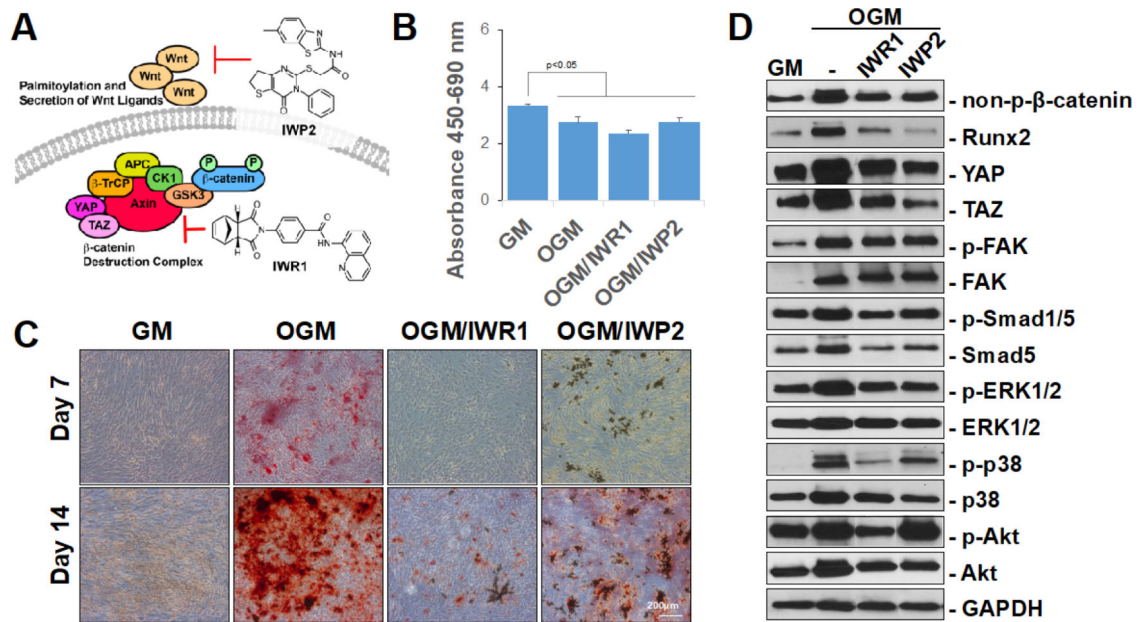 A
Wnt
Wnt
Wnt
Palmitoylation and
Secretion of Wnt Ligands
S
N
NH
S
N
S
O
N
O
IWP2
APC
P
P
β-TrCP
CK1
β-catenin
GSK3
YAP
Axin
TAZ
β-catenin
Destruction Complex
H
O
N
O
H
O
N-H
N
IWR1
B
Absorbance 450-690 nm
6
4
2
0
p<0.05
GM
OGM
OGM/IWR1
OGM/IWP2
C
GM
OGM
OGM/IWR1
OGM/IWP2
Day 7
Day 14
200μm
D
OGM
GM
-
IWR1
IWP2
- non-p-β-catenin
- Runx2
- YAP
- TAZ
- p-FAK
- FAK
- p-Smad1/5
- Smad5
- p-ERK1/2
- ERK1/2
- p-p38
- p38
- p-Akt
- Akt
- GAPDH